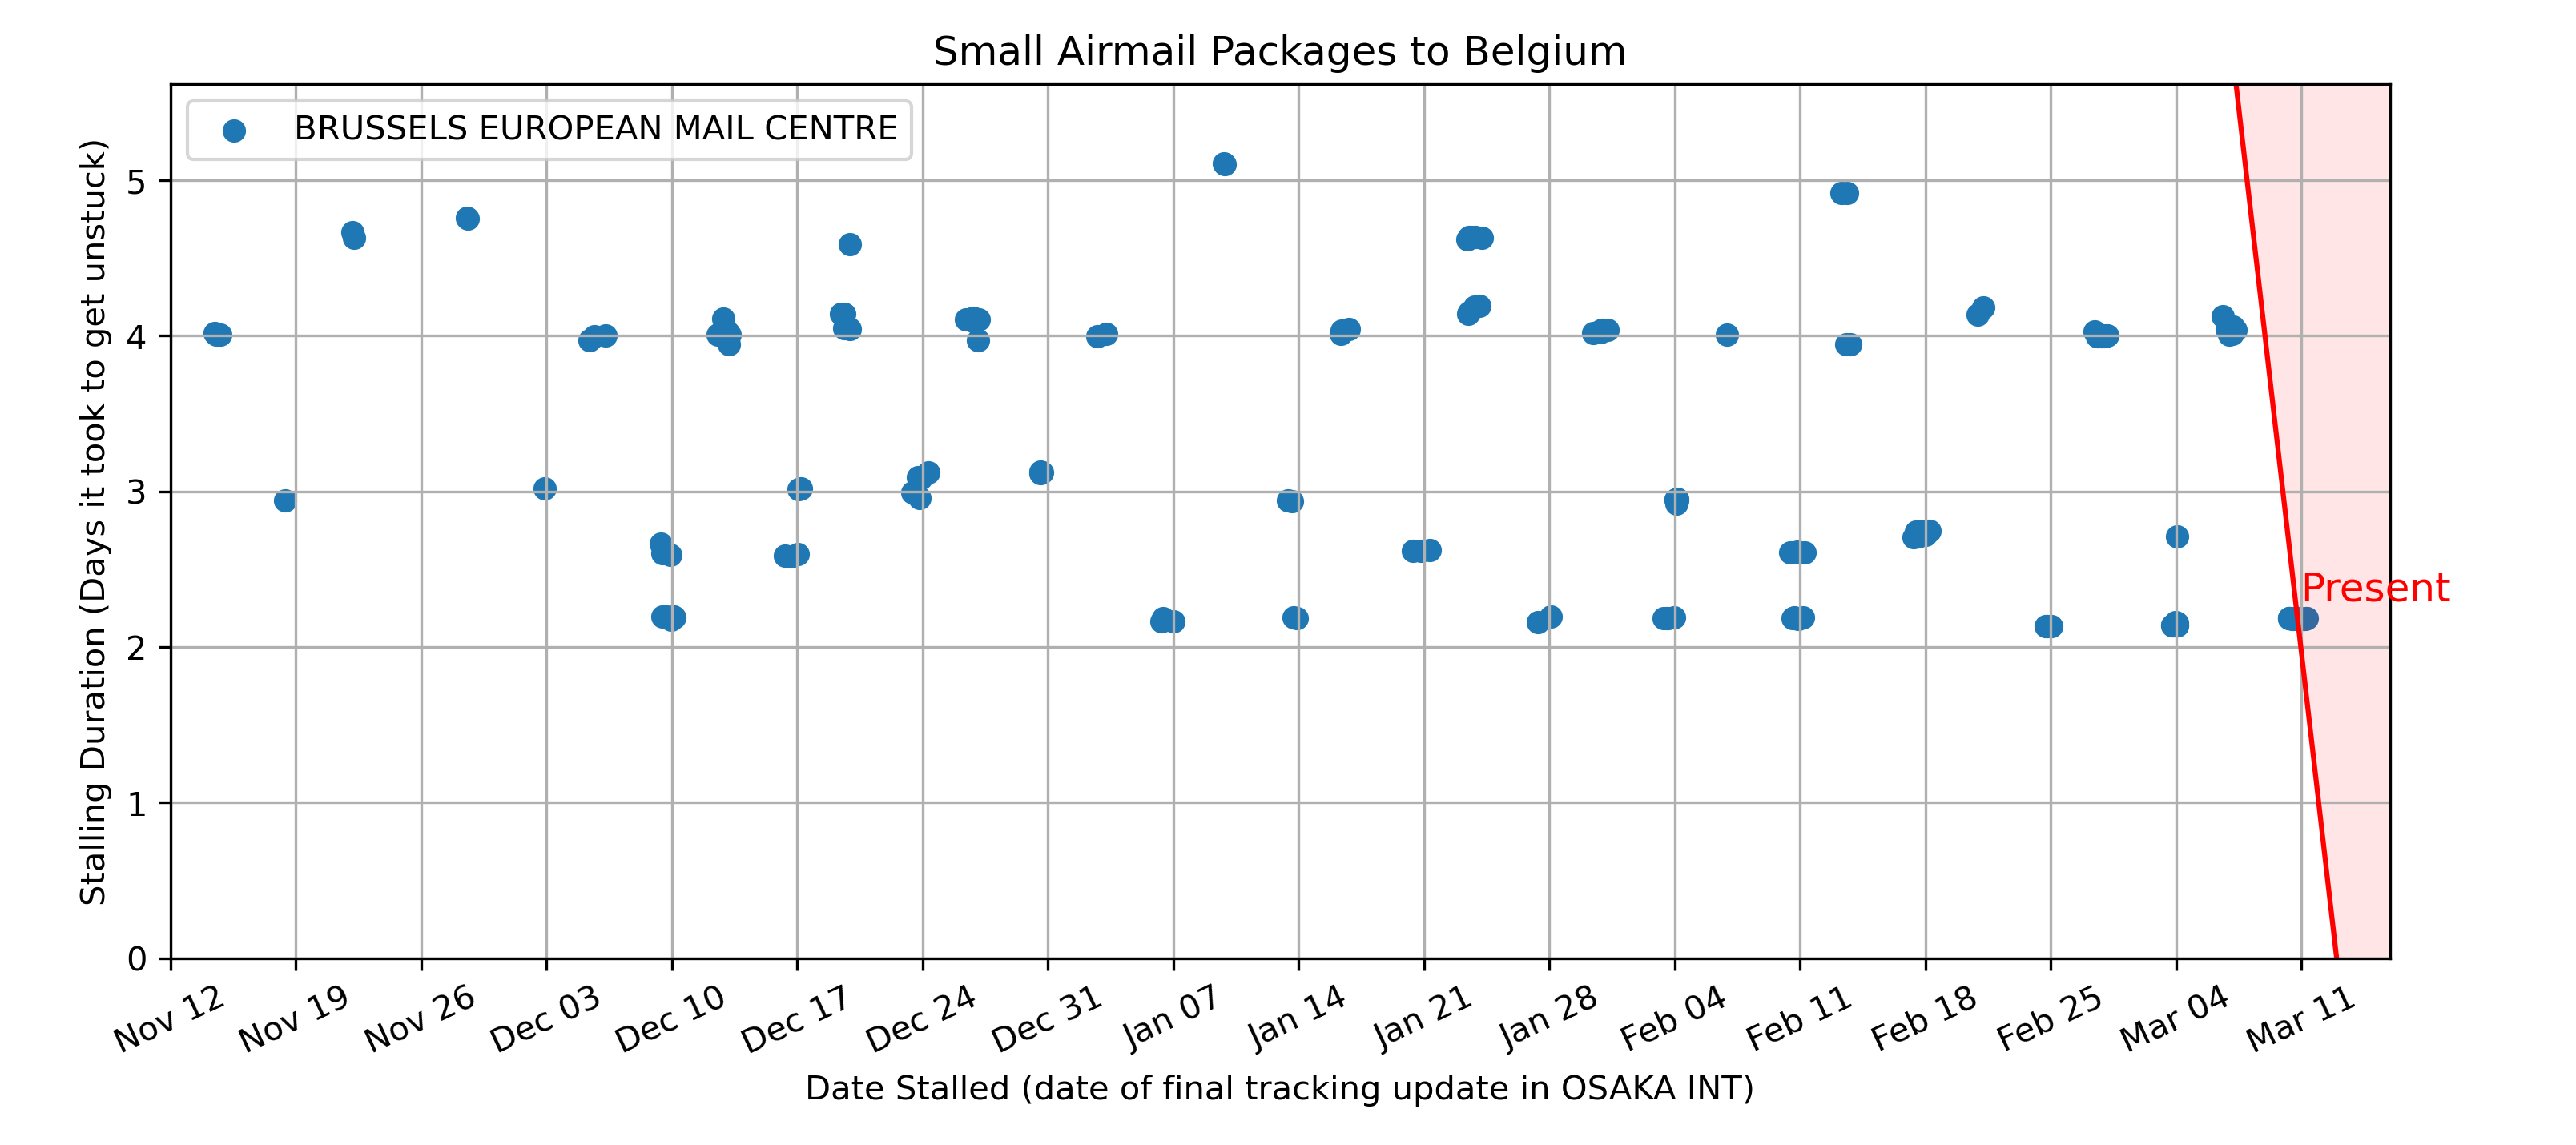 Small Airmail Packages to Belgium
BRUSSELS EUROPEAN MAIL CENTRE
Stalling Duration (Days it took to get unstuck)
5
4
3
2
1
0
Present
Nov 12
Nov 19
Nov 26
Dec 03
Dec 10
Dec 17
Dec 24
Dec 31
Jan 07
Jan 14
Jan 21
Jan 28
Feb 04
Feb 11
Feb 18
Feb 25
Mar 04
Mar 11
Date Stalled (date of final tracking update in OSAKA INT)